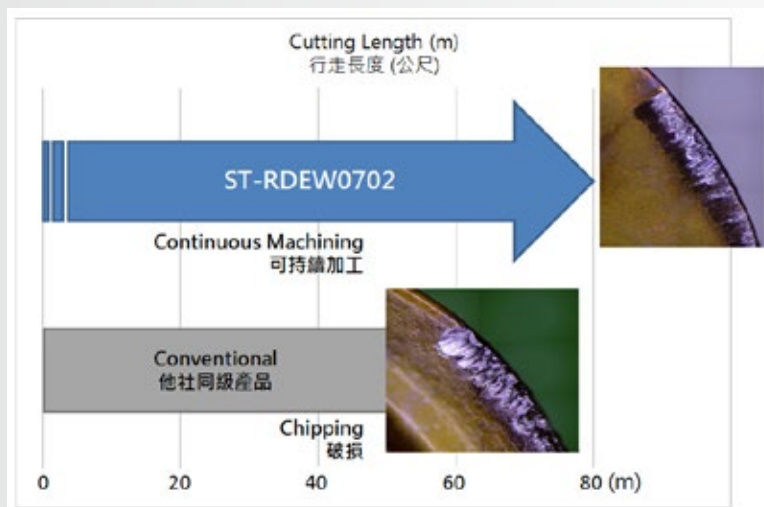 Cutting Length (m)
行走長度 (公尺)
ST-RDEW0702
Continuous Machining
可持續加工
Conventional
他社同級產品
Chipping
破損
0 20 40 60 80 (m)